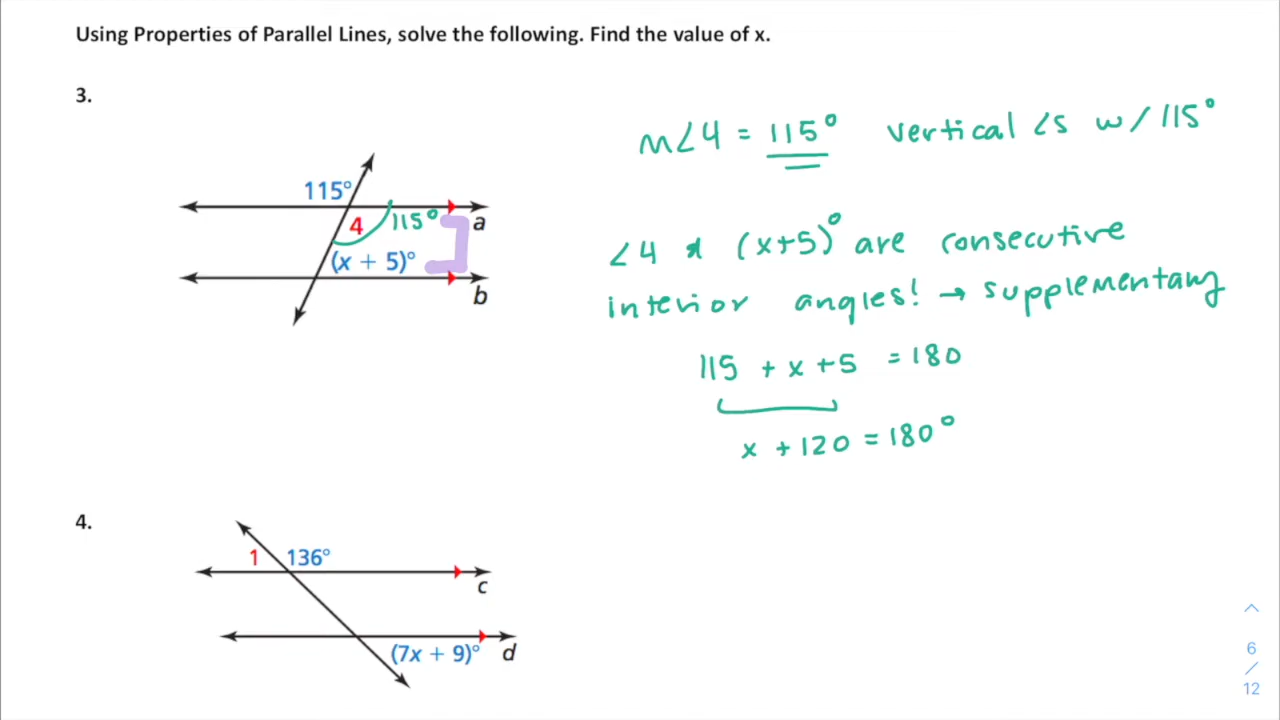 Using Properties of Parallel Lines, solve the following. Find the value of x.
3.
m∠4 = 115° vertical ∠s w/ 115°
115°
4 115°
a
(x + 5)°
b
∠4 & (x+5)° are consecutive
interior angles! → supplementary
115 + x + 5 = 180
x + 120 = 180°
4.
1 136°
c
(7x + 9)° d
6
/
12